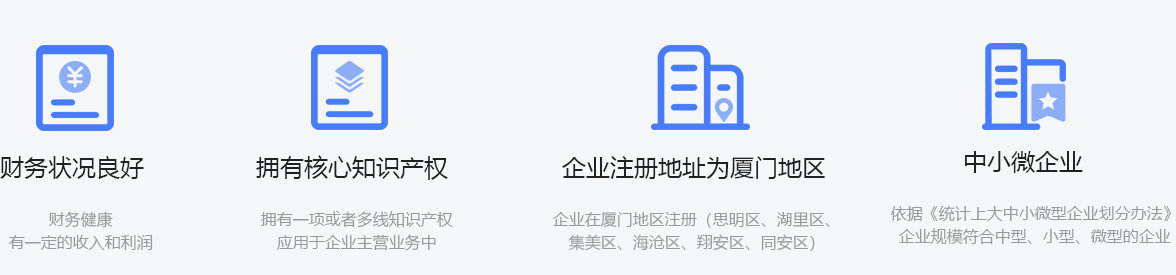 财务状况良好
财务健康
有一定的收入和利润
拥有核心知识产权
拥有一项或者多线知识产权
应用于企业主营业务中
企业注册地址为厦门地区
企业在厦门地区注册（思明区、湖里区、
集美区、海沧区、翔安区、同安区）
中小微企业
依据《统计上大中小微型企业划分办法》
企业规模符合中型、小型、微型的企业